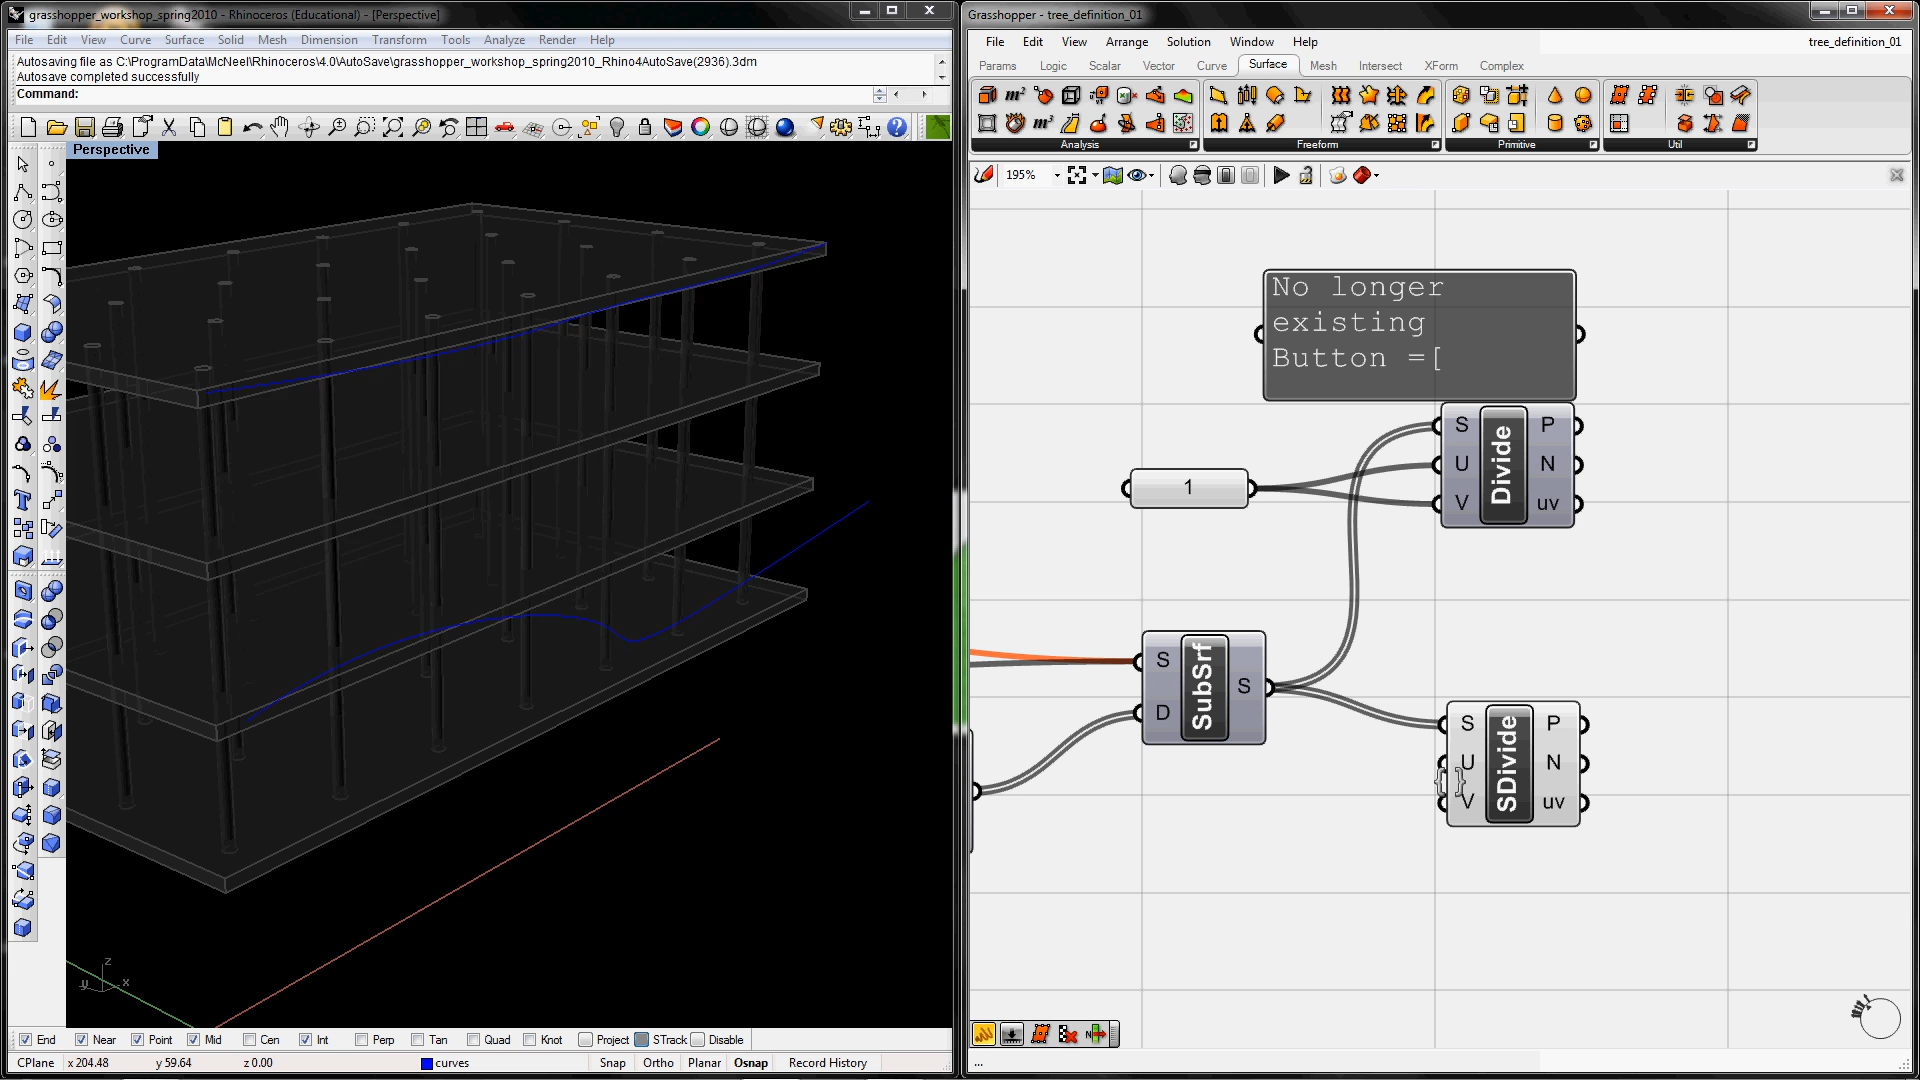 grasshopper_workshop_spring2010 - Rhinoceros (Educational) - [Perspective]
File Edit View Curve Surface Solid Mesh Dimension Transform Tools Analyze Render Help
Autosaving file as C:\ProgramData\McNeel\Rhinoceros\4.0\AutoSave\grasshopper_workshop_spring2010_Rhino4AutoSave(2936).3dm
Autosave completed successfully
Command:
Perspective
z
y x
End Near Point Mid Cen Int Perp Tan Quad Knot Project STrack Disable
CPlane x 204.48 y 59.64 z 0.00 curves Snap Ortho Planar Osnap Record History
Grasshopper - tree_definition_01
File Edit View Arrange Solution Window Help tree_definition_01
Params Logic Scalar Vector Curve Surface Mesh Intersect XForm Complex
Analysis Freeform Primitive Util
195%
No longer
existing
Button =[
S Divide P
U N
V uv
1
S SubSrf S
D
S SDivide P
U N
V uv
...